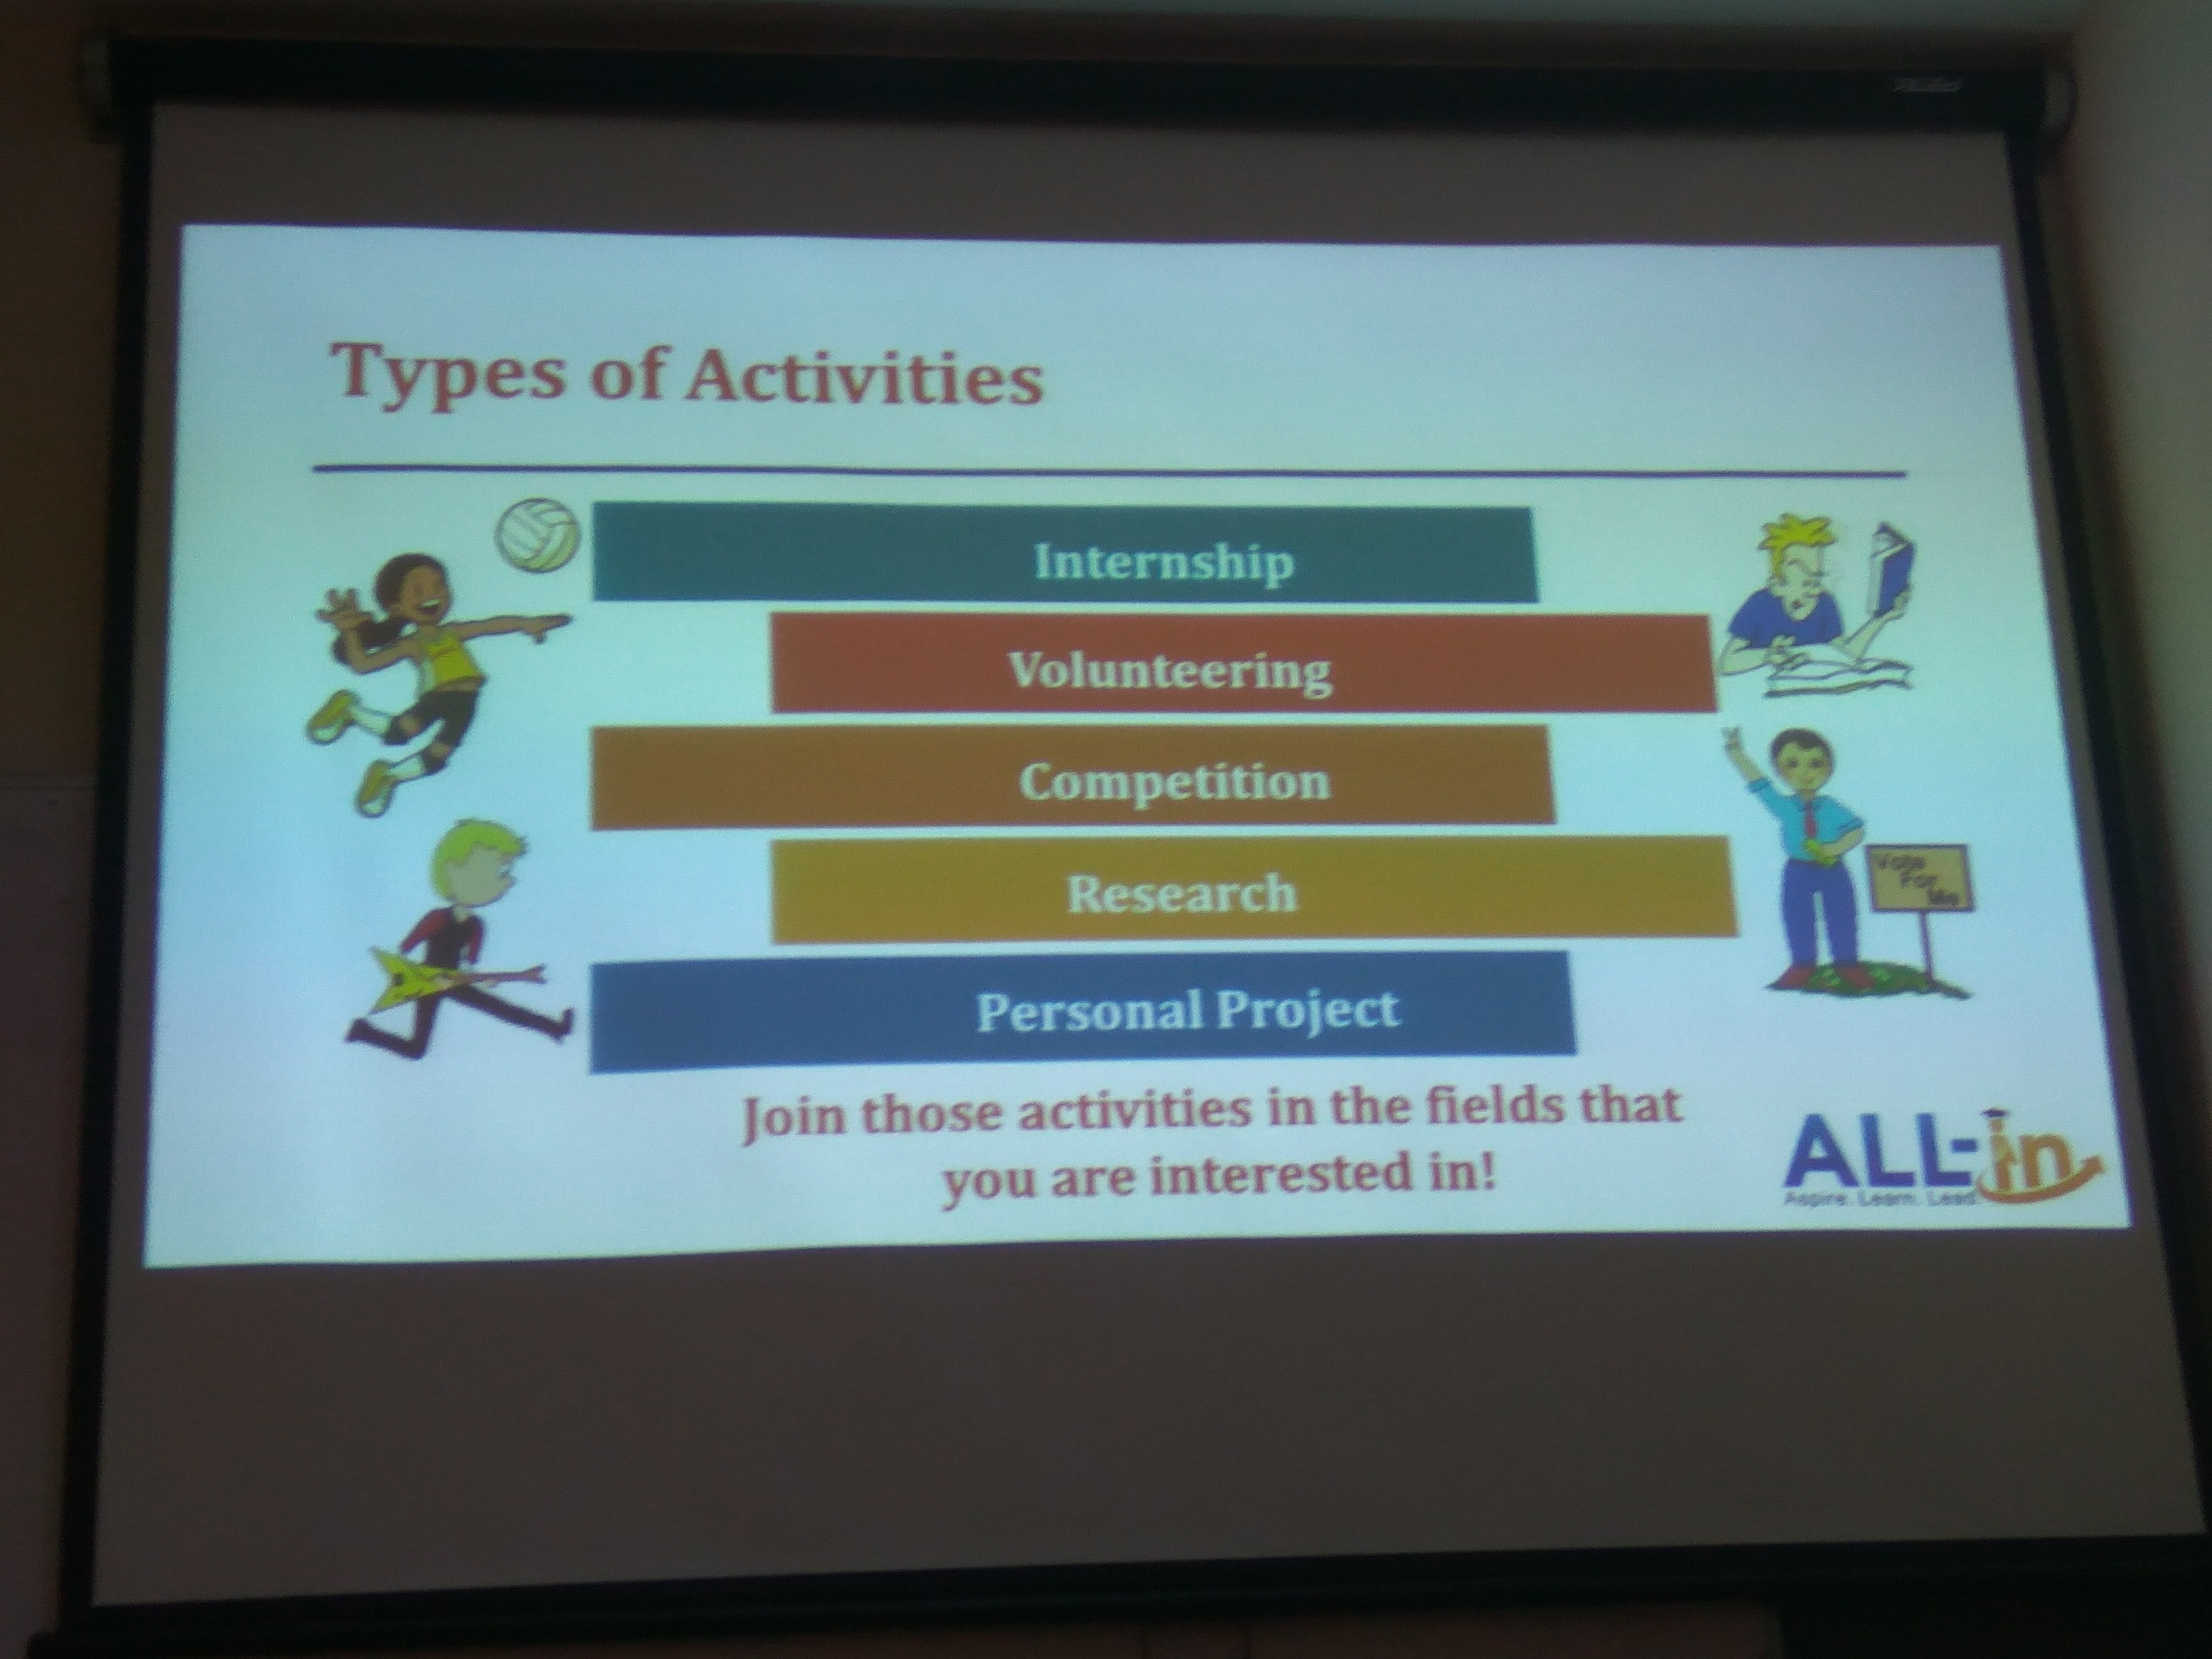 Types of Activities
Internship
Volunteering
Competition
Research
Personal Project
Vote
For
Me
Join those activities in the fields that
you are interested in!
ALL-in
Aspire. Learn. Lead